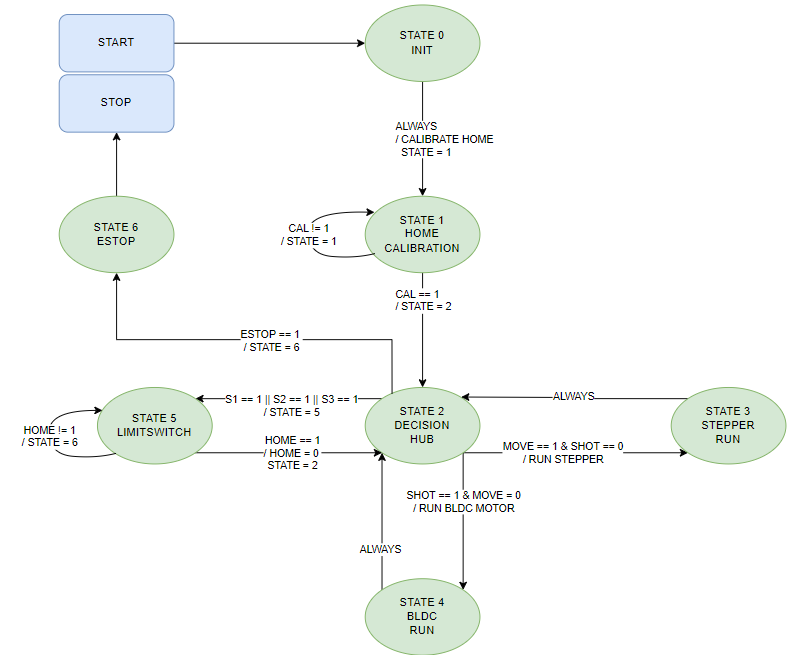 START
STATE 0
INIT
STOP
ALWAYS
/ CALIBRATE HOME
STATE = 1
STATE 6
ESTOP
CAL != 1
/ STATE = 1
STATE 1
HOME
CALIBRATION
CAL == 1
/ STATE = 2
ESTOP == 1
/ STATE = 6
S1 == 1 || S2 == 1 || S3 == 1
/ STATE = 5
ALWAYS
HOME != 1
/ STATE = 6
STATE 5
LIMITSWITCH
STATE 2
DECISION
HUB
STATE 3
STEPPER
RUN
HOME == 1
/ HOME = 0
STATE = 2
MOVE == 1 & SHOT == 0
/ RUN STEPPER
SHOT == 1 & MOVE = 0
/ RUN BLDC MOTOR
ALWAYS
STATE 4
BLDC
RUN